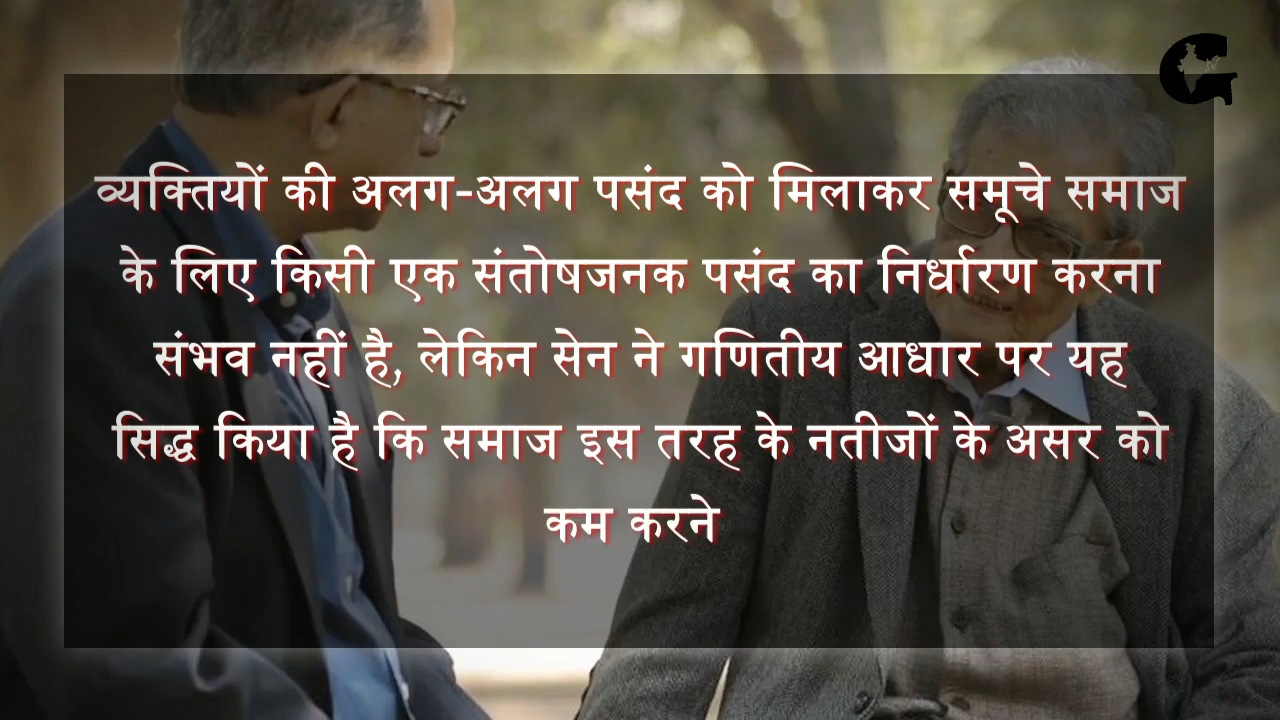 व्यक्तियों की अलग-अलग पसंद को मिलाकर समूचे समाज
के लिए किसी एक संतोषजनक पसंद का निर्धारण करना
संभव नहीं है, लेकिन सेन ने गणितीय आधार पर यह
सिद्ध किया है कि समाज इस तरह के नतीजों के असर को
कम करने